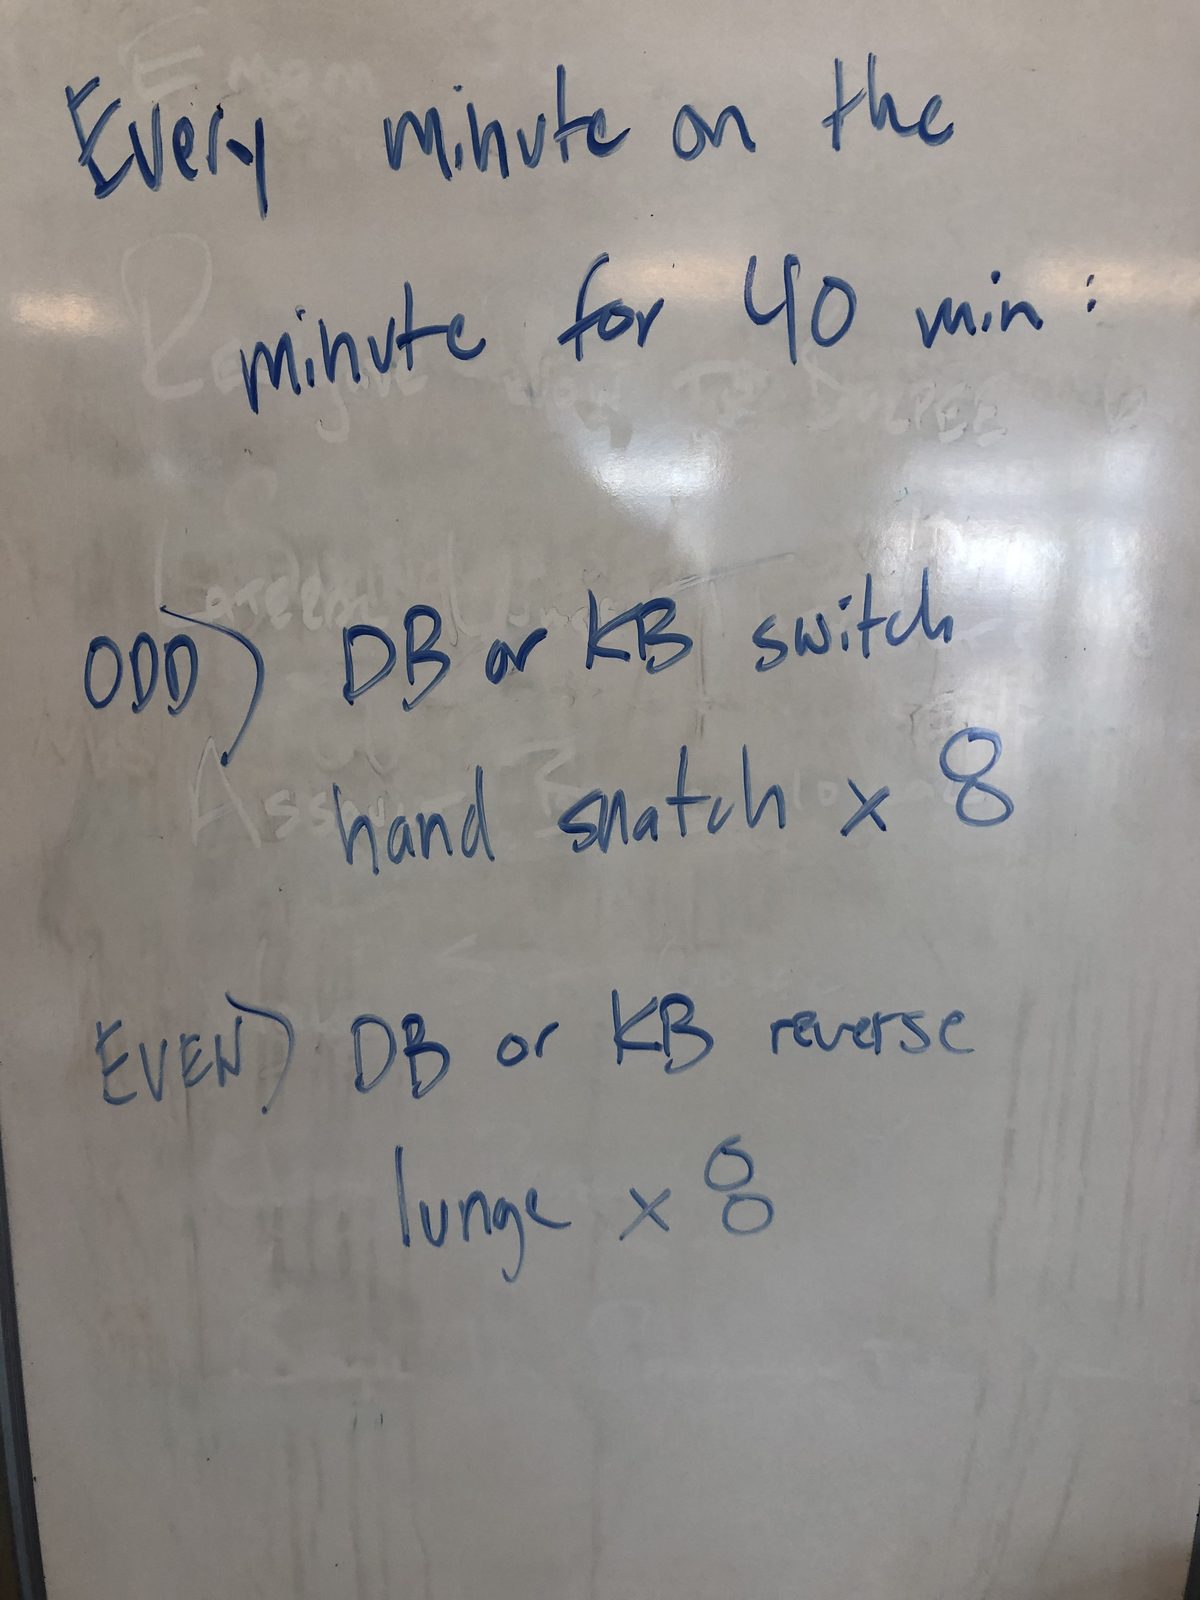 Emom
Every minute on the
minute for 40 min:
ODD) DB or KB switch
hand snatch x 8
EVEN) DB or KB reverse
lunge x 8